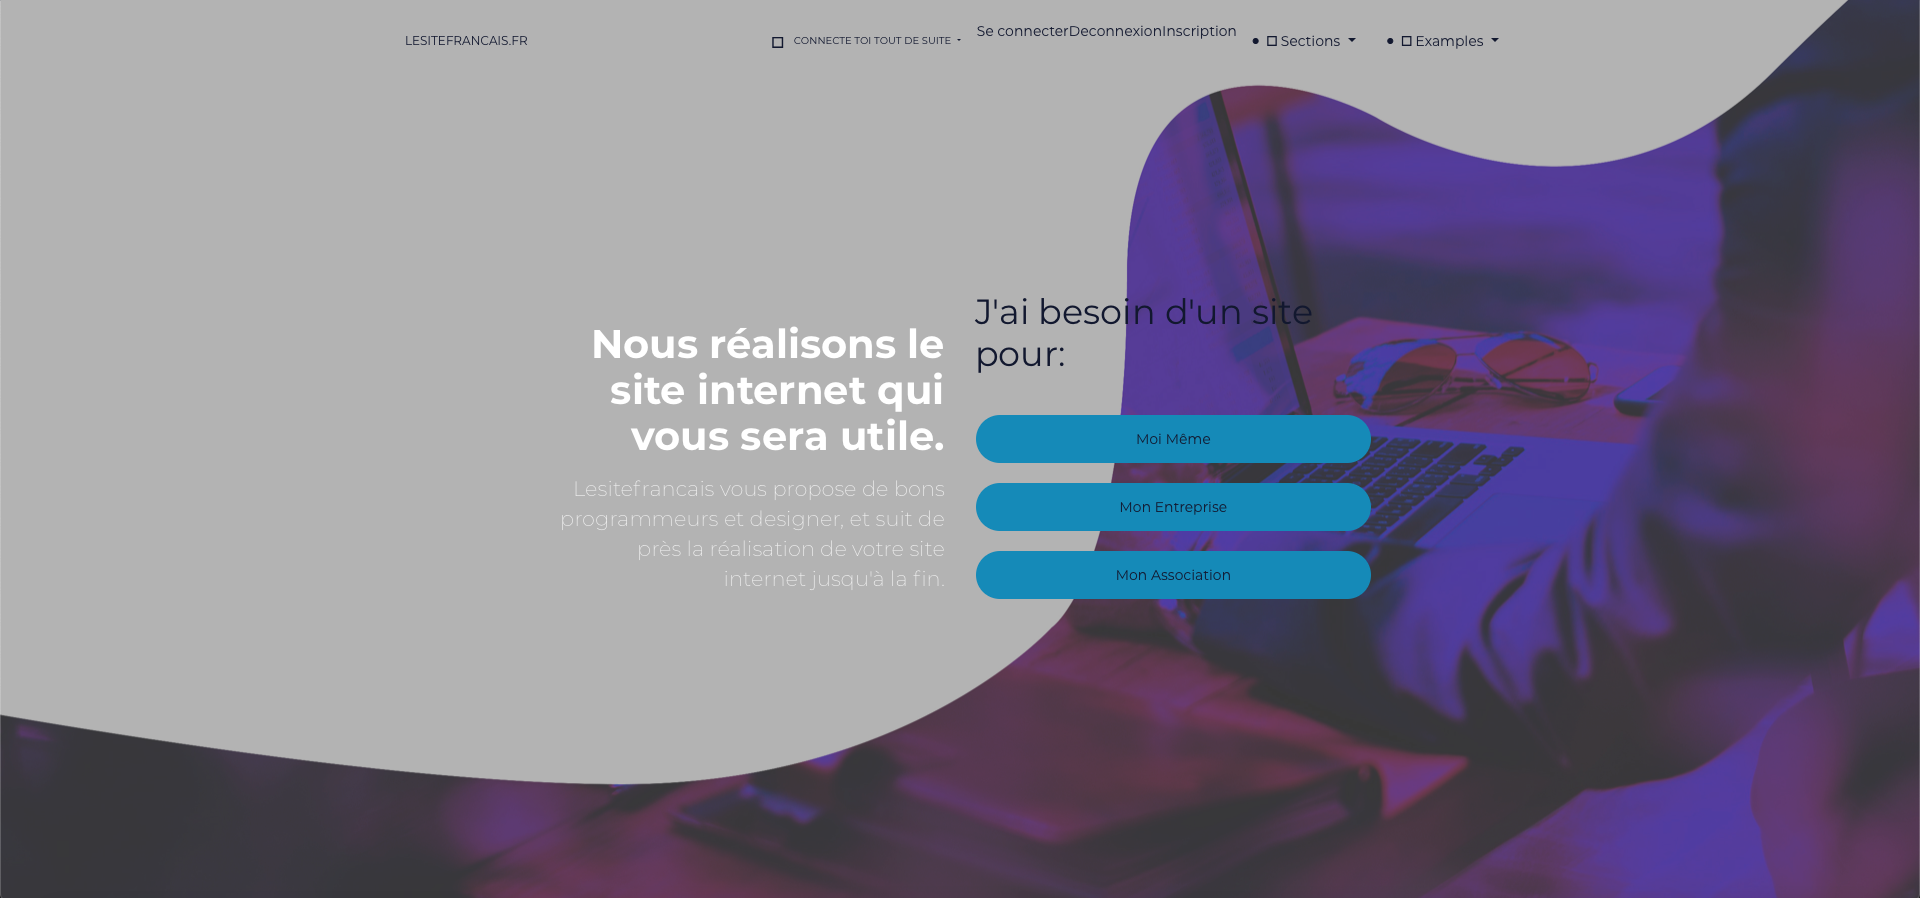 LESITEFRANCAIS.FR
CONNECTE TOI TOUT DE SUITE
Se connecterDeconnexionInscription
Sections
Examples
Nous réalisons le
site internet qui
vous sera utile.
Lesitefrancais vous propose de bons
programmeurs et designer, et suit de
près la réalisation de votre site
internet jusqu'à la fin.
J'ai besoin d'un site
pour:
Moi Même
Mon Entreprise
Mon Association